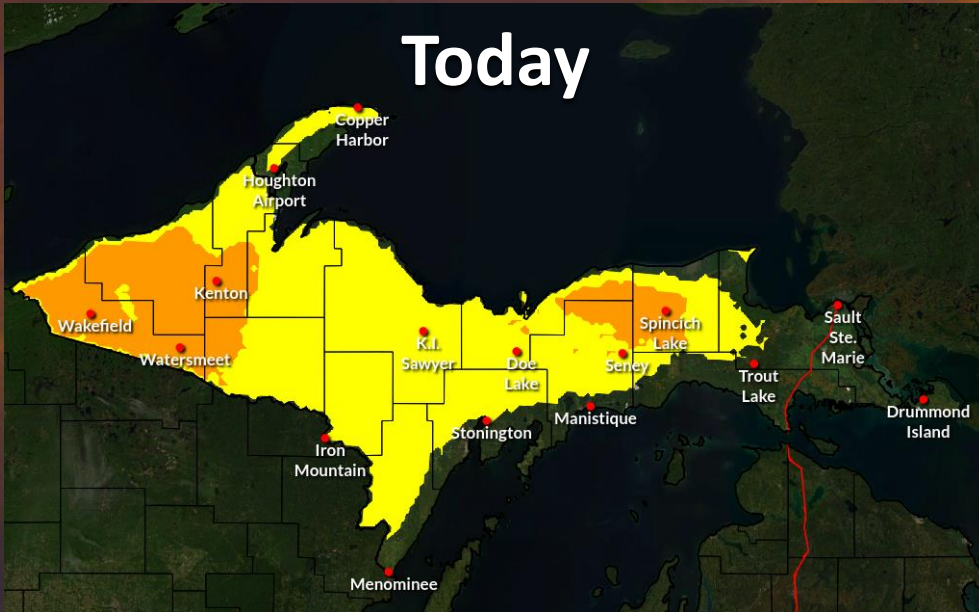 Today
Copper
Harbor
Houghton
Airport
Kenton
Wakefield
Watersmeet
K.I.
Sawyer
Doe
Lake
Spincich
Lake
Seney
Sault
Ste.
Marie
Trout
Lake
Drummond
Island
Manistique
Stonington
Iron
Mountain
Menominee